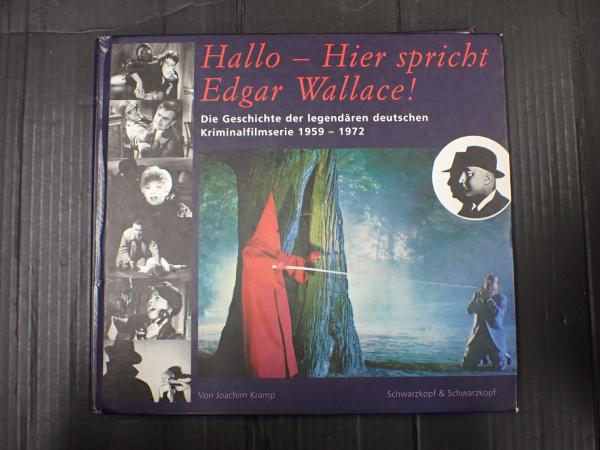 Hallo – Hier spricht
Edgar Wallace!
Die Geschichte der legendären deutschen
Kriminalfilmserie 1959 – 1972
Von Joachim Kramp
Schwarzkopf & Schwarzkopf